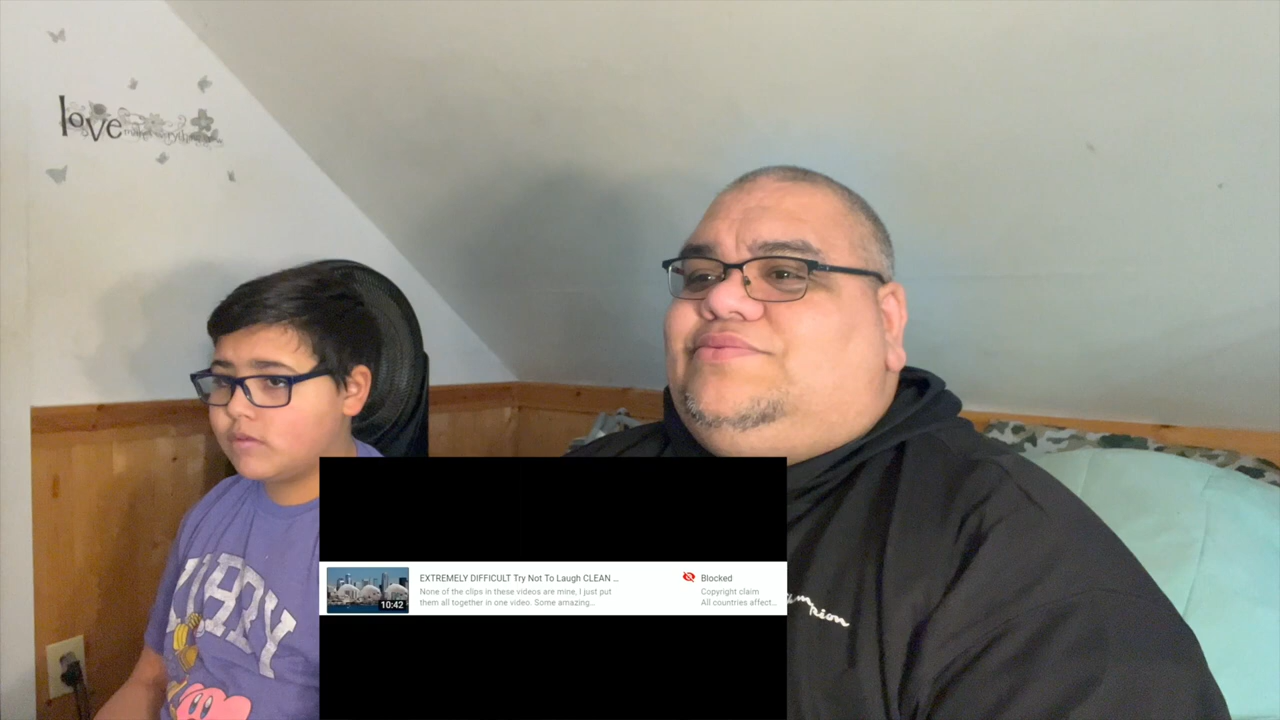 love
KIRBY
EXTREMELY DIFFICULT Try Not To Laugh CLEAN ...
None of the clips in these videos are mine, I just put
them all together in one video. Some amazing...
10:42
Blocked
Copyright claim
All countries affect...